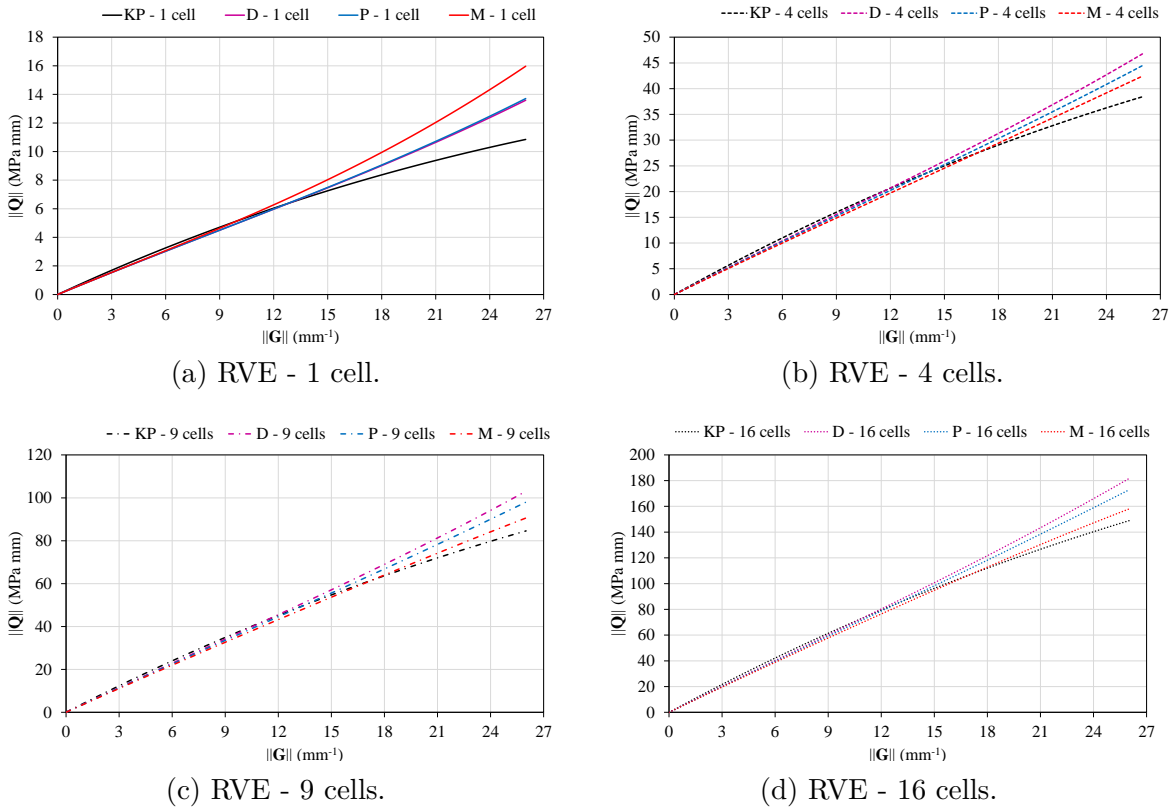 KP - 1 cell D - 1 cell P - 1 cell M - 1 cell
18
16
14
12
10
8
6
4
2
0
||Q|| (MPa mm)
0 3 6 9 12 15 18 21 24 27
||G|| (mm⁻¹)
(a) RVE - 1 cell.
KP - 4 cells D - 4 cells P - 4 cells M - 4 cells
50
45
40
35
30
25
20
15
10
5
0
||Q|| (MPa mm)
0 3 6 9 12 15 18 21 24 27
||G|| (mm⁻¹)
(b) RVE - 4 cells.
KP - 9 cells D - 9 cells P - 9 cells M - 9 cells
120
100
80
60
40
20
0
||Q|| (MPa mm)
0 3 6 9 12 15 18 21 24 27
||G|| (mm⁻¹)
(c) RVE - 9 cells.
KP - 16 cells D - 16 cells P - 16 cells M - 16 cells
200
180
160
140
120
100
80
60
40
20
0
||Q|| (MPa mm)
0 3 6 9 12 15 18 21 24 27
||G|| (mm⁻¹)
(d) RVE - 16 cells.